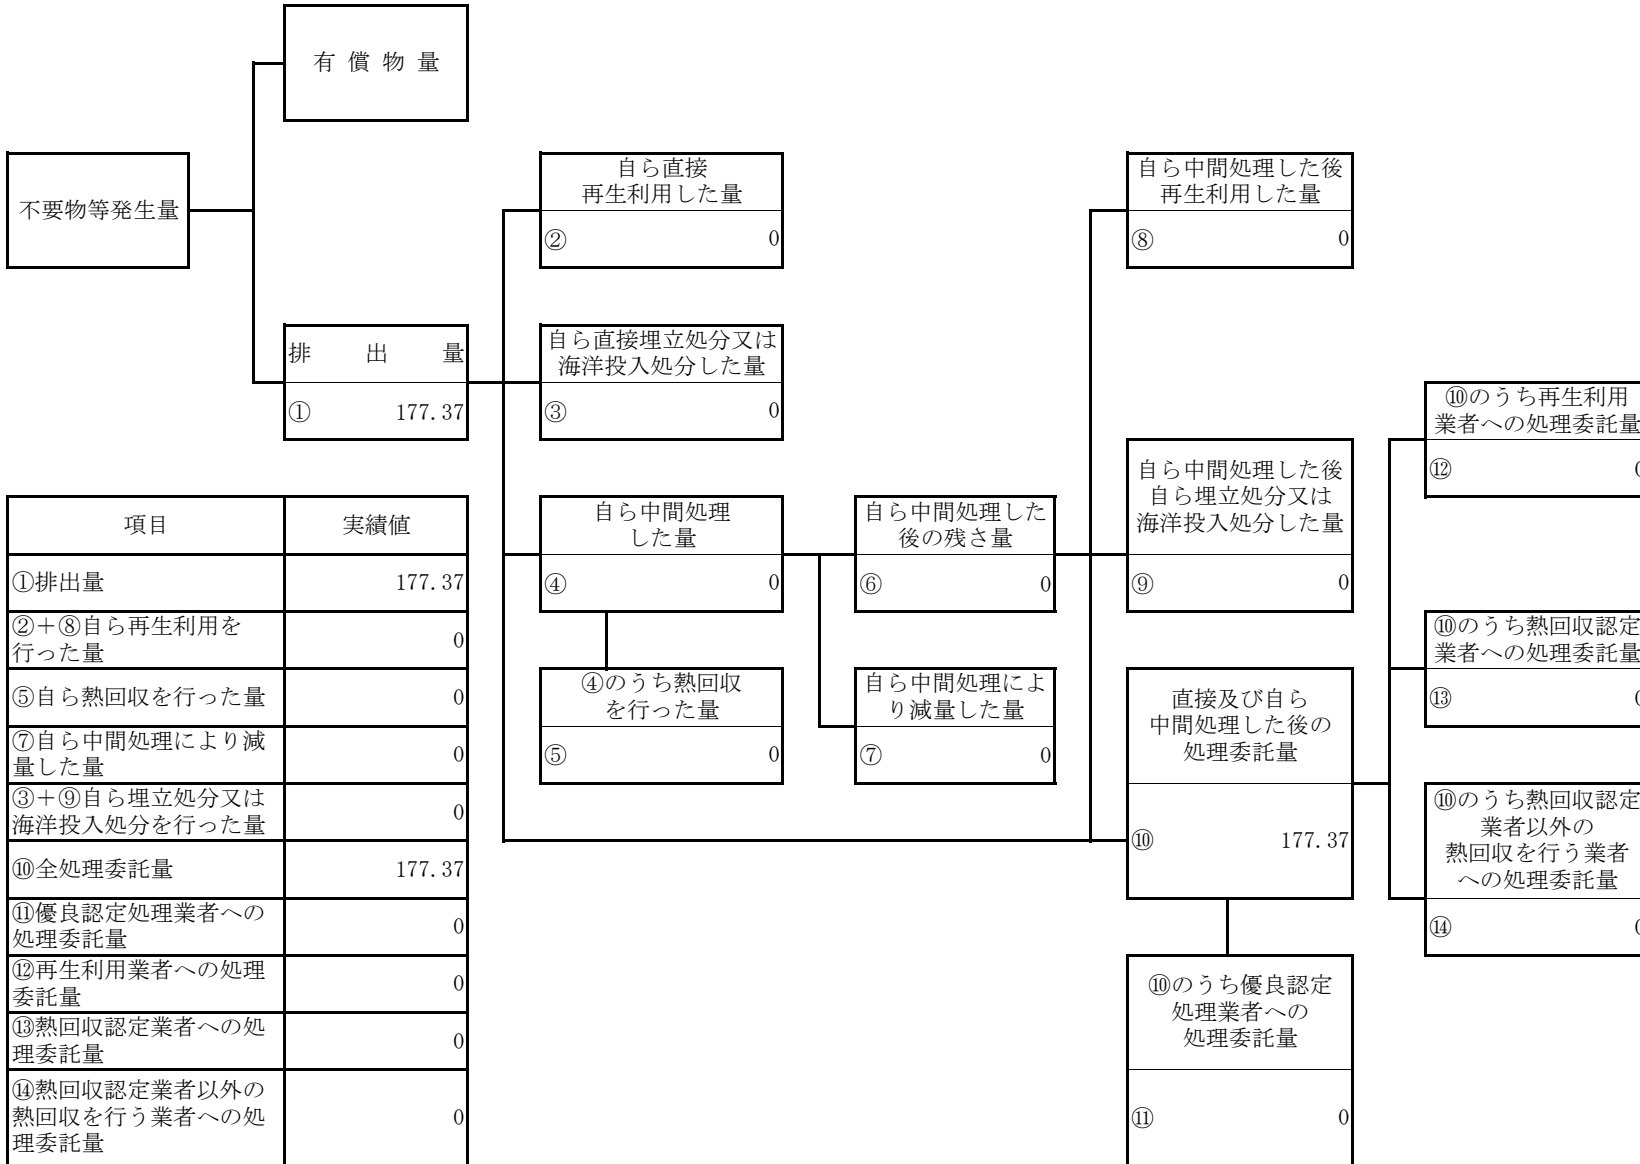 有 償 物 量
不要物等発生量
自ら直接
再生利用した量
② 0
自ら中間処理した後
再生利用した量
⑧ 0
排 出 量
① 177.37
自ら直接埋立処分又は
海洋投入処分した量
③ 0
⑩のうち再生利用
業者への処理委託量
⑫ 0
自ら中間処理
した量
④ 0
自ら中間処理した
後の残さ量
⑥ 0
自ら中間処理した後
自ら埋立処分又は
海洋投入処分した量
⑨ 0
⑩のうち熱回収認定
業者への処理委託量
⑬ 0
④のうち熱回収
を行った量
⑤ 0
自ら中間処理によ
り減量した量
⑦ 0
直接及び自ら
中間処理した後の
処理委託量
⑩ 177.37
⑩のうち熱回収認定
業者以外の
熱回収を行う業者
への処理委託量
⑭ 0
⑩のうち優良認定
処理業者への
処理委託量
⑪ 0
項目 実績値
①排出量 177.37
②＋⑧自ら再生利用を
行った量 0
⑤自ら熱回収を行った量 0
⑦自ら中間処理により減
量した量 0
③＋⑨自ら埋立処分又は
海洋投入処分を行った量 0
⑩全処理委託量 177.37
⑪優良認定処理業者への
処理委託量 0
⑫再生利用業者への処理
委託量 0
⑬熱回収認定業者への処
理委託量 0
⑭熱回収認定業者以外の
熱回収を行う業者への処
理委託量 0